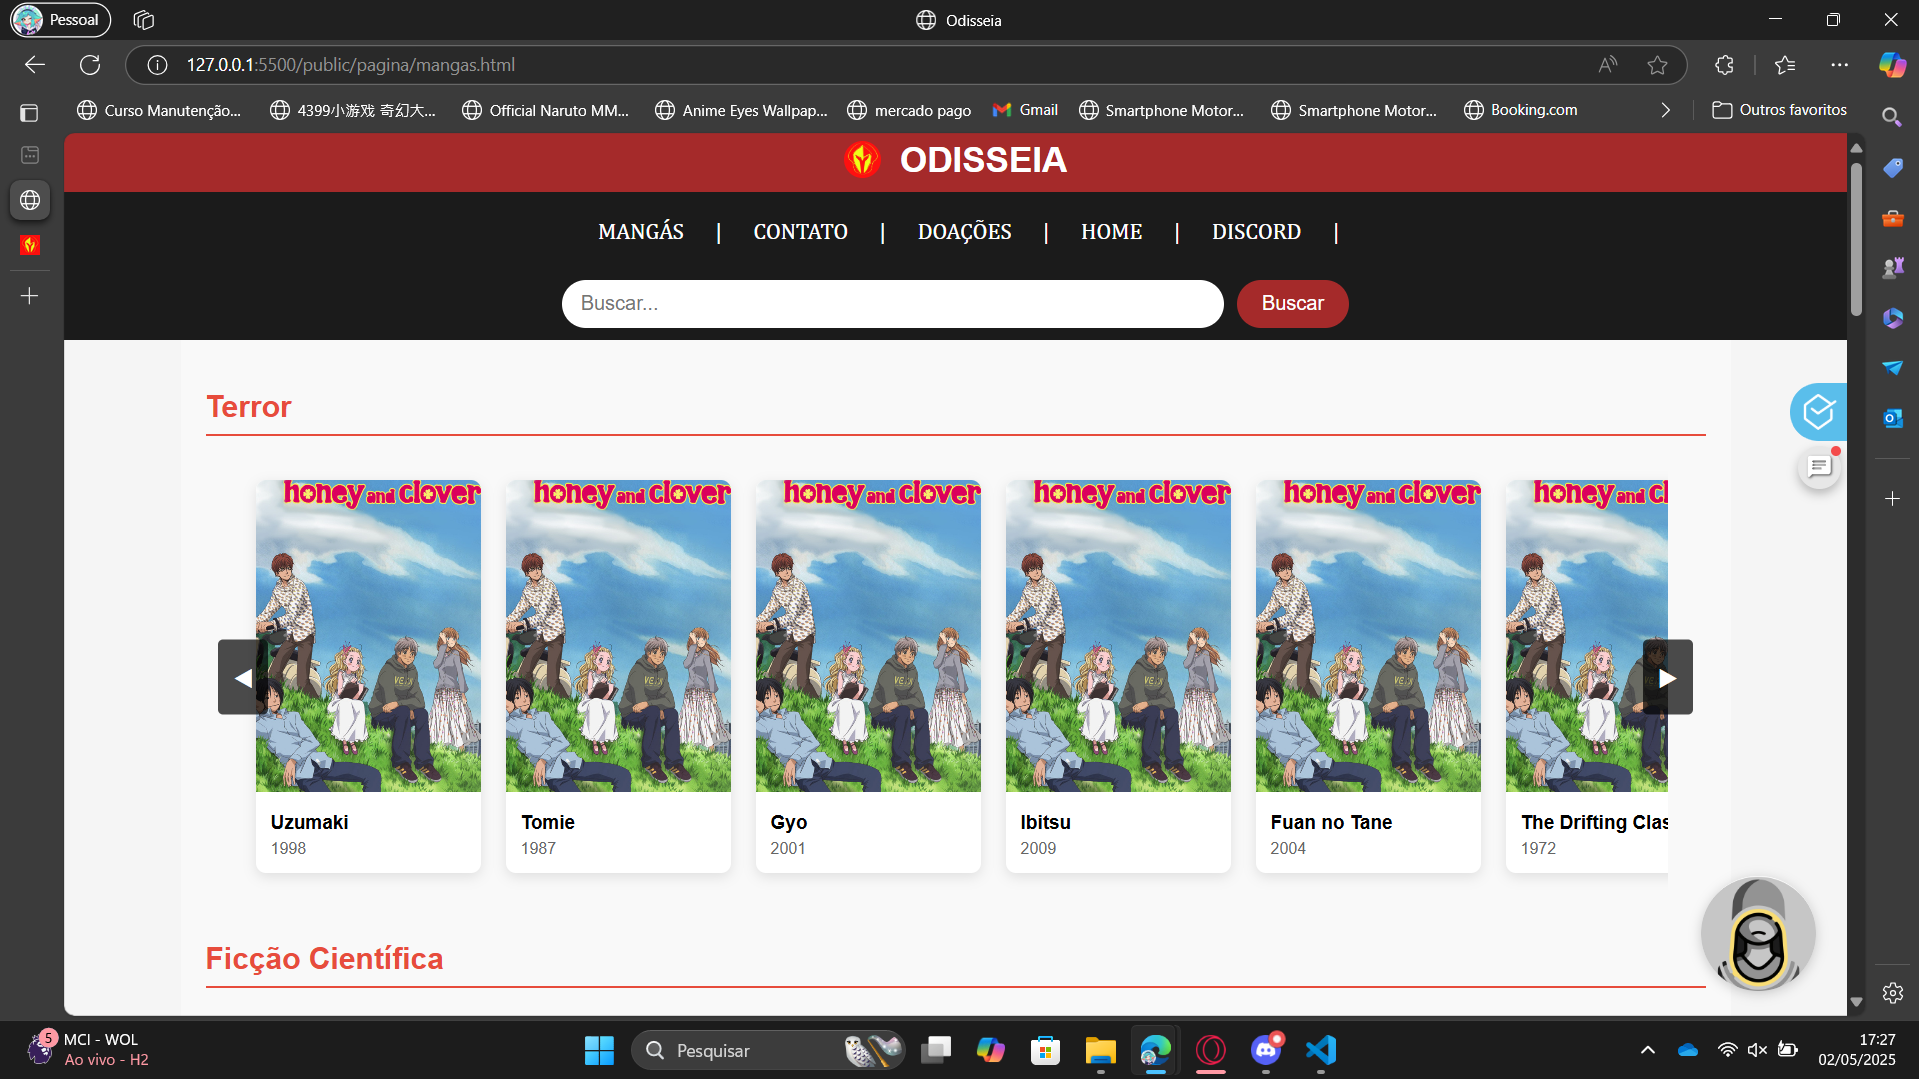 Pessoal
Odisseia
127.0.0.1:5500/public/pagina/mangas.html
Curso Manutenção...
4399小游戏 奇幻大...
Official Naruto MM...
Anime Eyes Wallpap...
mercado pago
Gmail
Smartphone Motor...
Smartphone Motor...
Booking.com
Outros favoritos
ODISSEIA
MANGÁS | CONTATO | DOAÇÕES | HOME | DISCORD |
Buscar...
Buscar
Terror
honey and clover
honey and clover
honey and clover
honey and clover
honey and clover
honey and cl
Uzumaki
1998
Tomie
1987
Gyo
2001
Ibitsu
2009
Fuan no Tane
2004
The Drifting Clas
1972
Ficção Científica
5
MCI - WOL
Ao vivo - H2
Pesquisar
17:27
02/05/2025